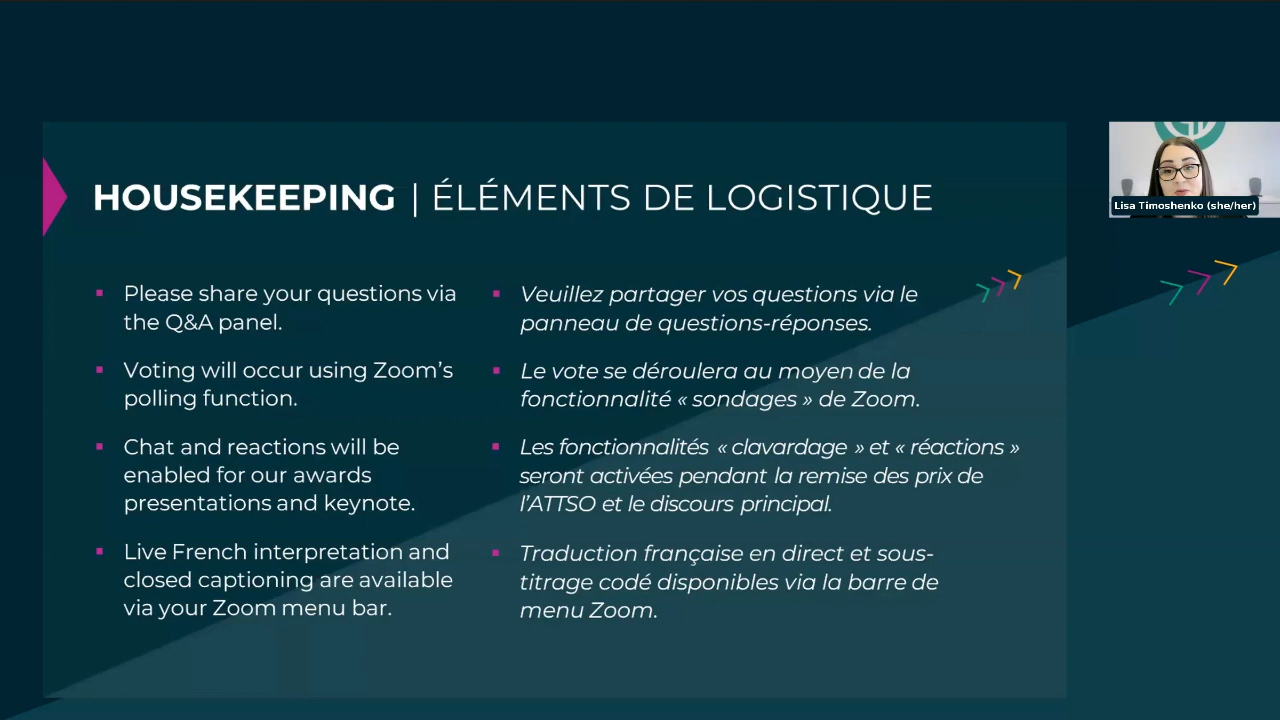 HOUSEKEEPING | ÉLÉMENTS DE LOGISTIQUE
Please share your questions via
the Q&A panel.
Voting will occur using Zoom's
polling function.
Chat and reactions will be
enabled for our awards
presentations and keynote.
Live French interpretation and
closed captioning are available
via your Zoom menu bar.
Veuillez partager vos questions via le
panneau de questions-réponses.
Le vote se déroulera au moyen de la
fonctionnalité « sondages » de Zoom.
Les fonctionnalités « clavardage » et « réactions »
seront activées pendant la remise des prix de
l'ATTSO et le discours principal.
Traduction française en direct et sous-
titrage codé disponibles via la barre de
menu Zoom.
Lisa Timoshenko (she/her)